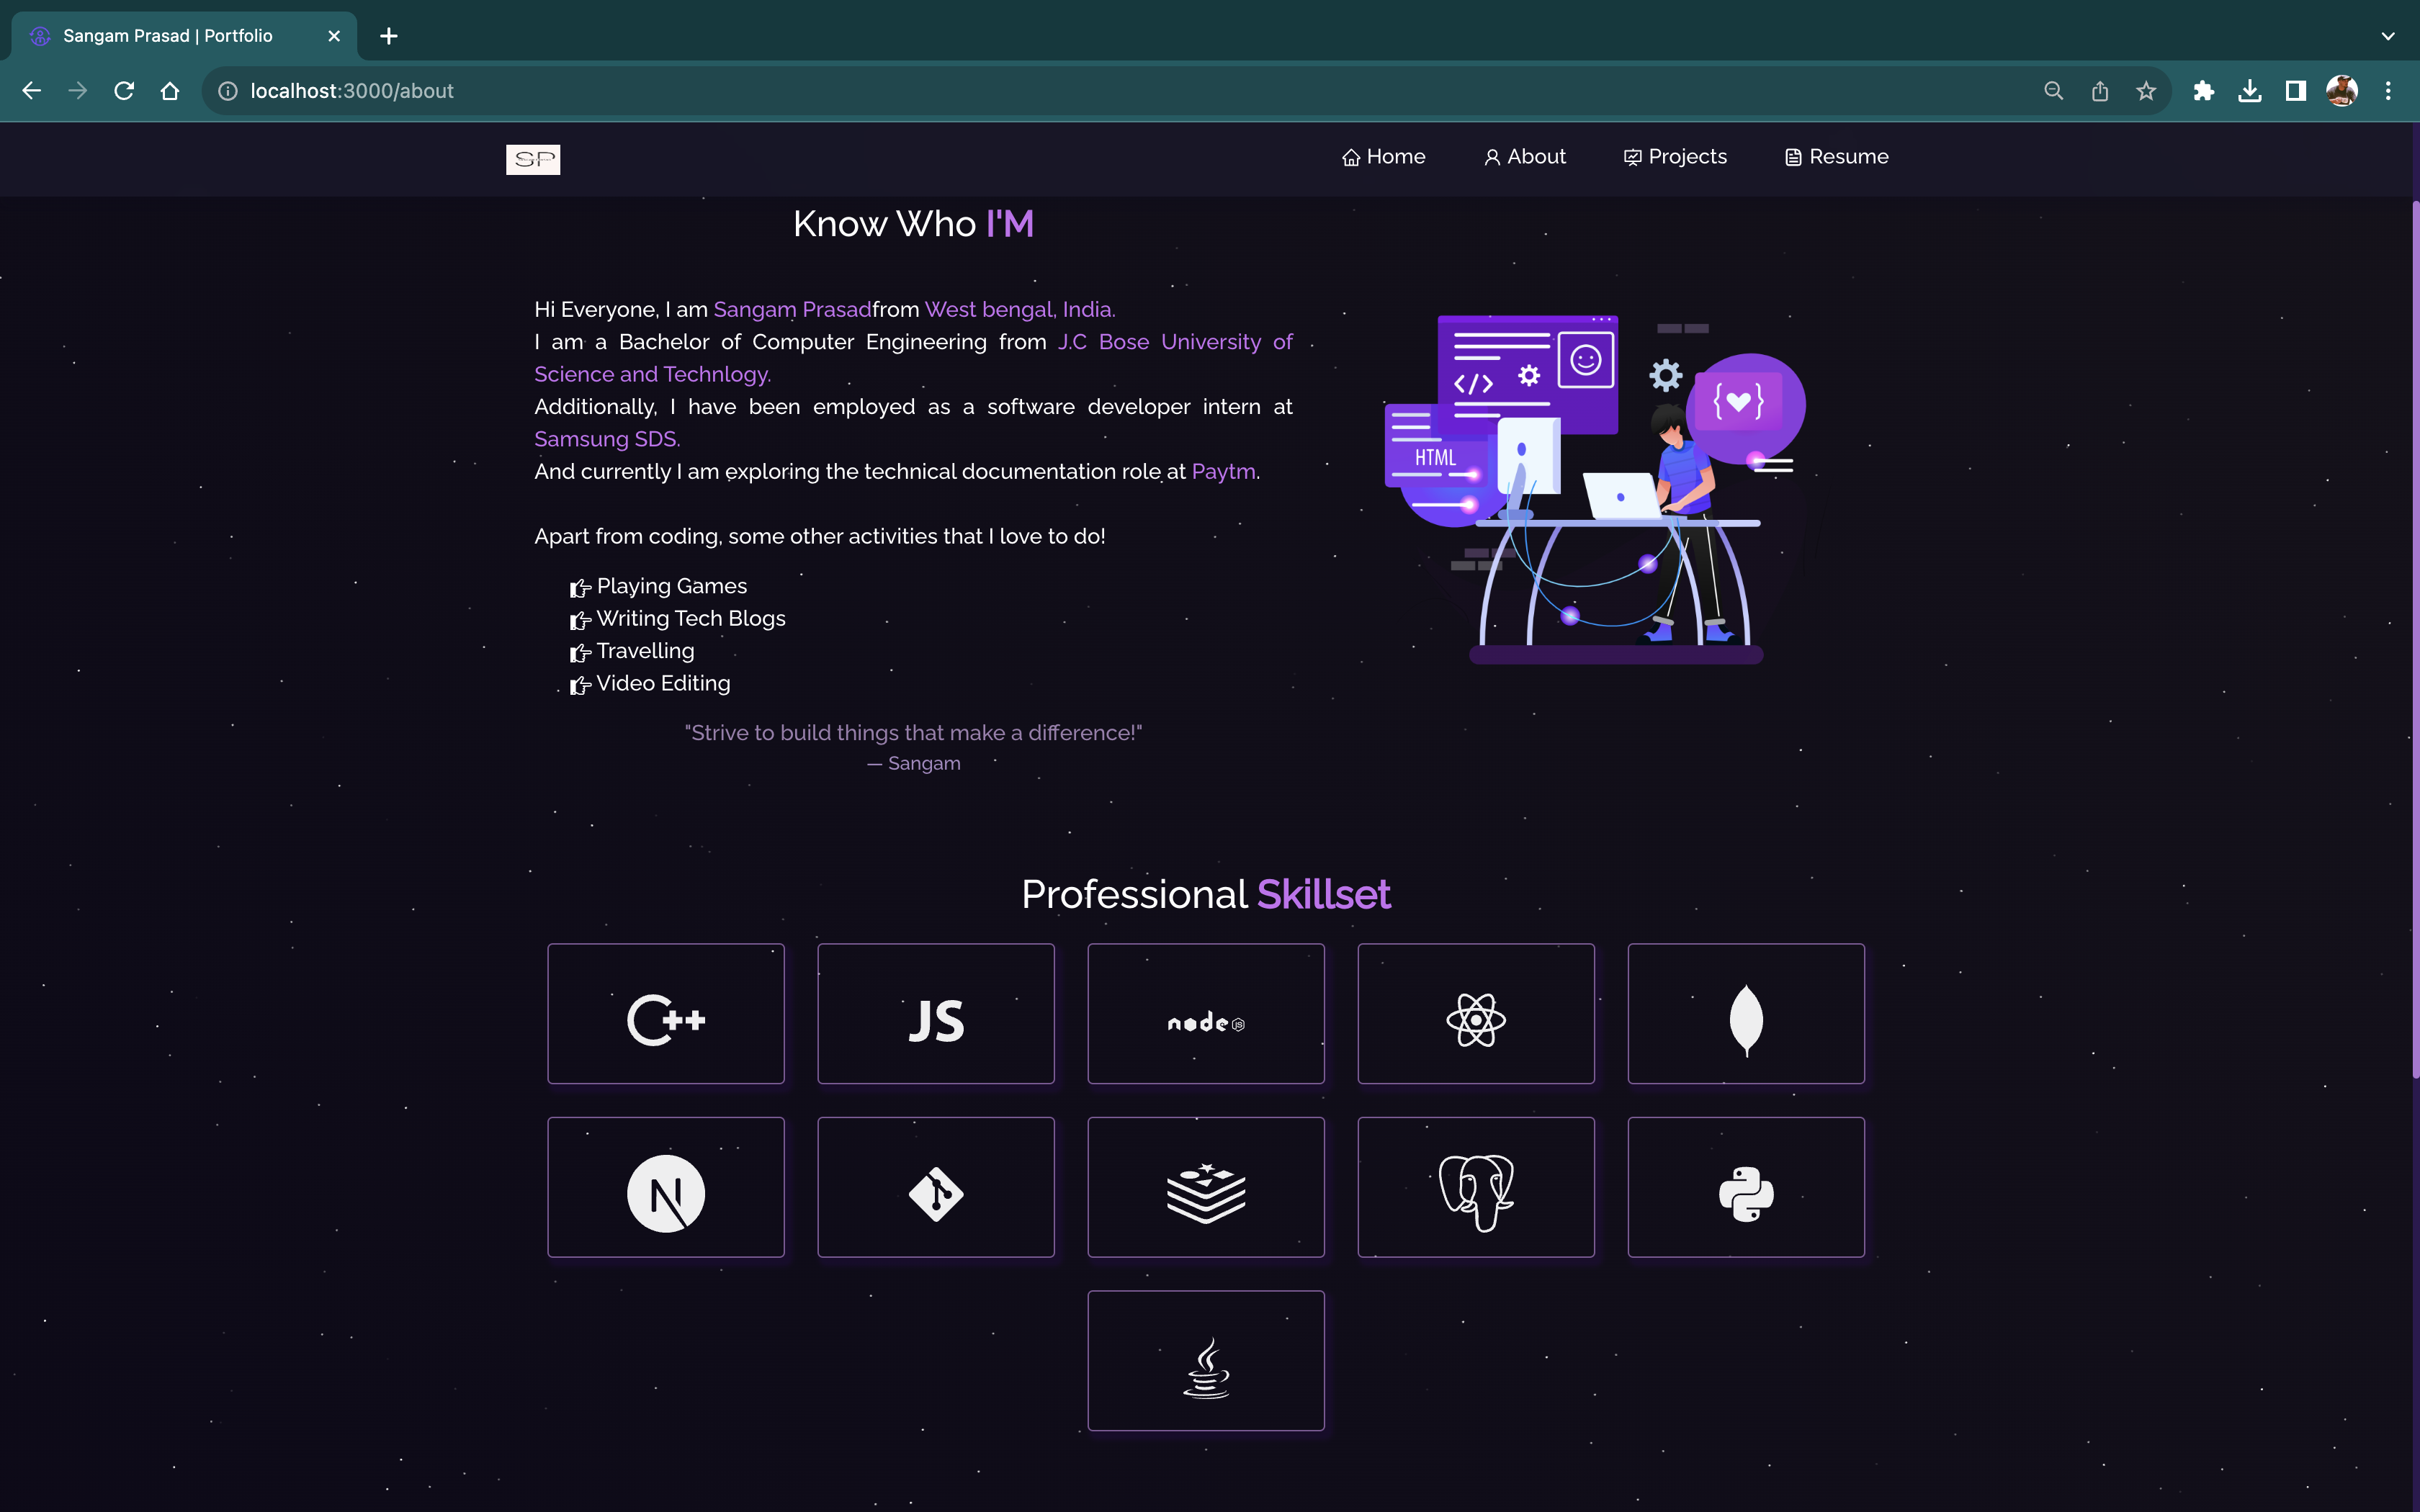 Sangam Prasad | Portfolio
localhost:3000/about
SP
Home
About
Projects
Resume
Know Who I'M
Hi Everyone, I am Sangam Prasadfrom West bengal, India.
I am a Bachelor of Computer Engineering from J.C Bose University of
Science and Technlogy.
Additionally, I have been employed as a software developer intern at
Samsung SDS.
And currently I am exploring the technical documentation role at Paytm.
Apart from coding, some other activities that I love to do!
Playing Games
Writing Tech Blogs
Travelling
Video Editing
"Strive to build things that make a difference!"
— Sangam
</>
HTML
Professional Skillset
C++
JS
node JS
N